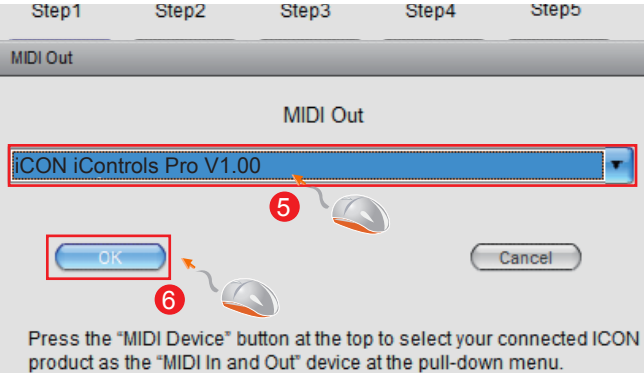 Step1 Step2 Step3 Step4 Step5
MIDI Out
MIDI Out
iCON iControls Pro V1.00
5
OK Cancel
6
Press the “MIDI Device” button at the top to select your connected ICON
product as the “MIDI In and Out” device at the pull-down menu.